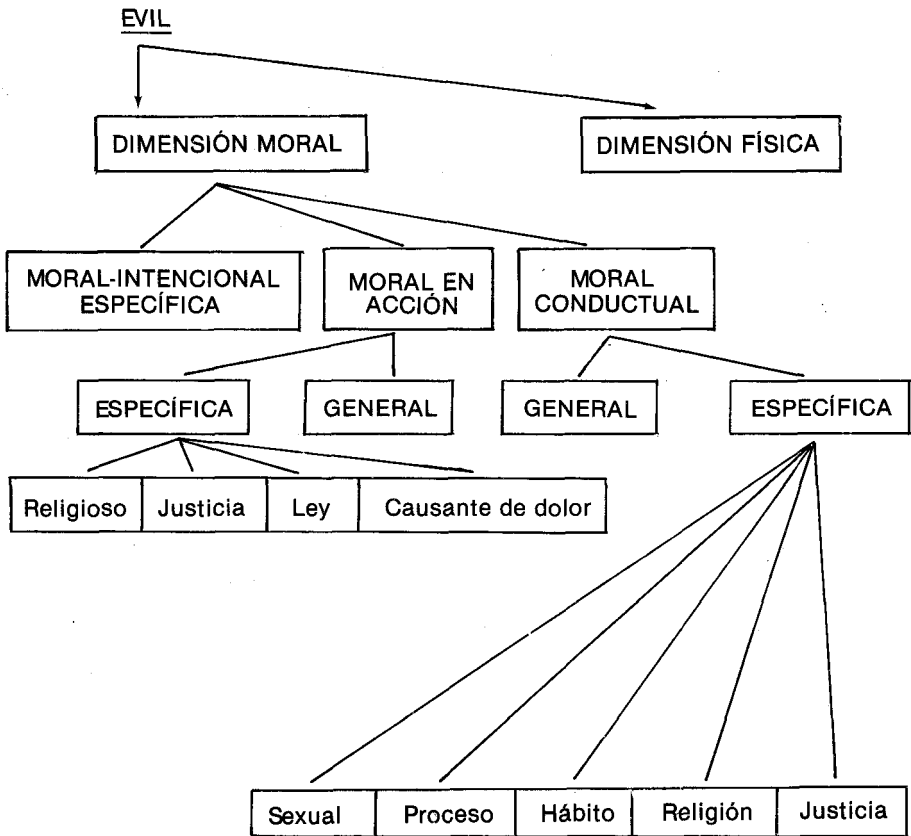 EVIL
DIMENSIÓN MORAL
DIMENSIÓN FÍSICA
MORAL-INTENCIONAL
ESPECÍFICA
MORAL EN
ACCIÓN
MORAL
CONDUCTUAL
ESPECÍFICA
GENERAL
GENERAL
ESPECÍFICA
Religioso
Justicia
Ley
Causante de dolor
Sexual
Proceso
Hábito
Religión
Justicia